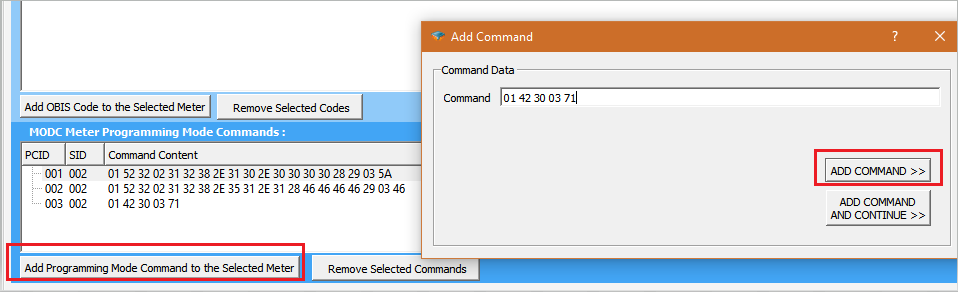 Add Command
?
Command Data
Command 01 42 30 03 71
Add OBIS Code to the Selected Meter Remove Selected Codes
MODC Meter Programming Mode Commands :
PCID SID Command Content
001 002 01 52 32 02 31 32 38 2E 31 30 2E 30 30 30 30 28 29 03 5A
002 002 01 52 32 02 31 32 38 2E 35 31 2E 31 28 46 46 46 46 29 03 46
003 002 01 42 30 03 71
ADD COMMAND >>
ADD COMMAND
AND CONTINUE >>
Add Programming Mode Command to the Selected Meter Remove Selected Commands